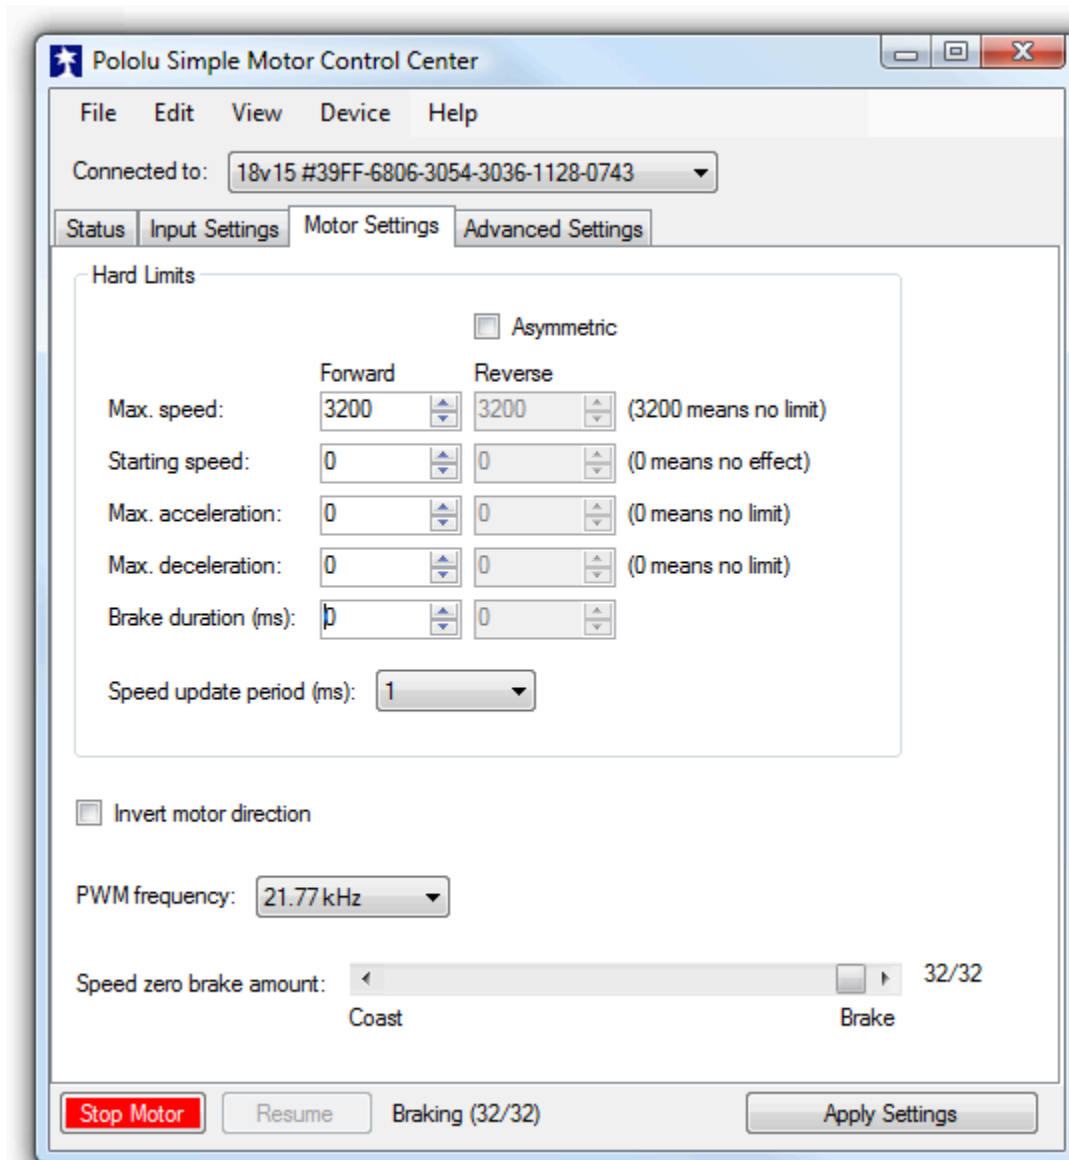 Pololu Simple Motor Control Center
File Edit View Device Help
Connected to: 18v15 #39FF-6806-3054-3036-1128-0743
Status Input Settings Motor Settings Advanced Settings
Hard Limits
Asymmetric
Forward Reverse
Max. speed: 3200 3200 (3200 means no limit)
Starting speed: 0 0 (0 means no effect)
Max. acceleration: 0 0 (0 means no limit)
Max. deceleration: 0 0 (0 means no limit)
Brake duration (ms): 0 0
Speed update period (ms): 1
Invert motor direction
PWM frequency: 21.77 kHz
Speed zero brake amount: 32/32
Coast Brake
Stop Motor Resume Braking (32/32) Apply Settings